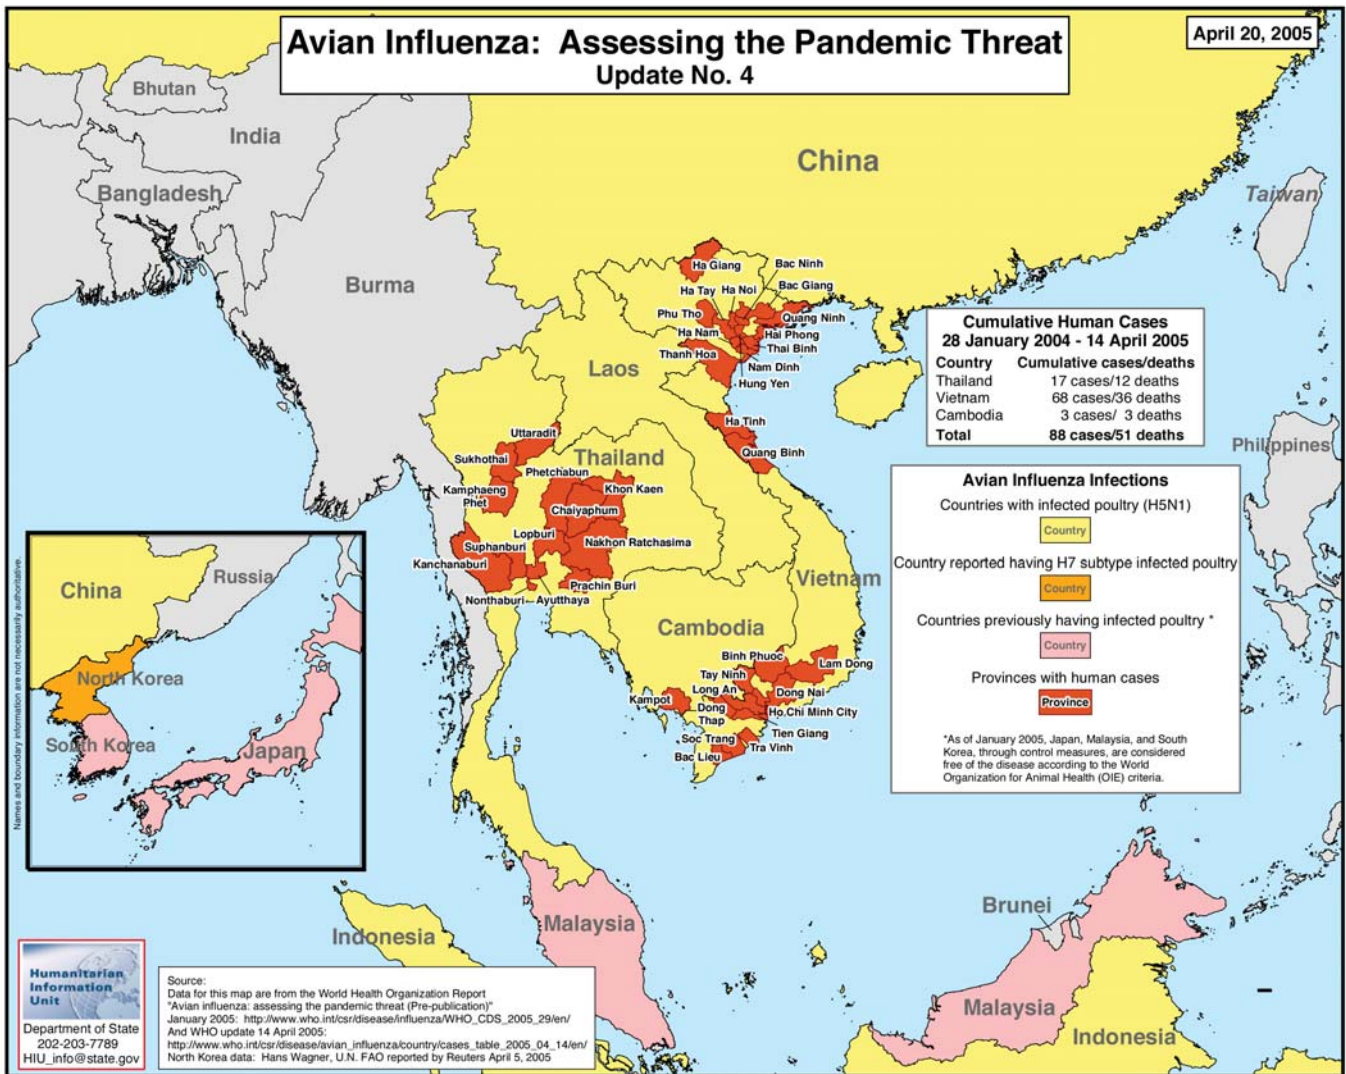 Avian Influenza: Assessing the Pandemic Threat
Update No. 4
April 20, 2005
Bhutan
India
Bangladesh
Burma
China
Taiwan
Philippines
Laos
Thailand
Cambodia
Vietnam
Ha Giang
Bac Ninh
Ha Tay
Ha Noi
Bac Giang
Phu Tho
Quang Ninh
Ha Nam
Hai Phong
Thanh Hoa
Thai Binh
Nam Dinh
Hung Yen
Ha Tinh
Quang Binh
Uttaradit
Sukhothai
Phetchabun
Kamphaeng
Phet
Khon Kaen
Chaiyaphum
Lopburi
Suphanburi
Nakhon Ratchasima
Kanchanaburi
Prachin Buri
Nonthaburi
Ayutthaya
Binh Phuoc
Lam Dong
Tay Ninh
Long An
Dong Nai
Kampot
Dong
Thap
Ho Chi Minh City
Tien Giang
Soc Trang
Tra Vinh
Bac Lieu
Cumulative Human Cases
28 January 2004 - 14 April 2005
Country Cumulative cases/deaths
Thailand 17 cases/12 deaths
Vietnam 68 cases/36 deaths
Cambodia 3 cases/ 3 deaths
Total 88 cases/51 deaths
Avian Influenza Infections
Countries with infected poultry (H5N1)
Country
Country reported having H7 subtype infected poultry
Country
Countries previously having infected poultry *
Country
Provinces with human cases
Province
*As of January 2005, Japan, Malaysia, and South
Korea, through control measures, are considered
free of the disease according to the World
Organization for Animal Health (OIE) criteria.
Names and boundary information are not necessarily authoritative.
China
Russia
North Korea
South Korea
Japan
Indonesia
Malaysia
Brunei
Malaysia
Indonesia
Humanitarian
Information
Unit
Department of State
202-203-7789
HIU_info@state.gov
Source:
Data for this map are from the World Health Organization Report
"Avian influenza: assessing the pandemic threat (Pre-publication)"
January 2005: http://www.who.int/csr/disease/influenza/WHO_CDS_2005_29/en/
And WHO update 14 April 2005:
http://www.who.int/csr/disease/avian_influenza/country/cases_table_2005_04_14/en/
North Korea data: Hans Wagner, U.N. FAO reported by Reuters April 5, 2005